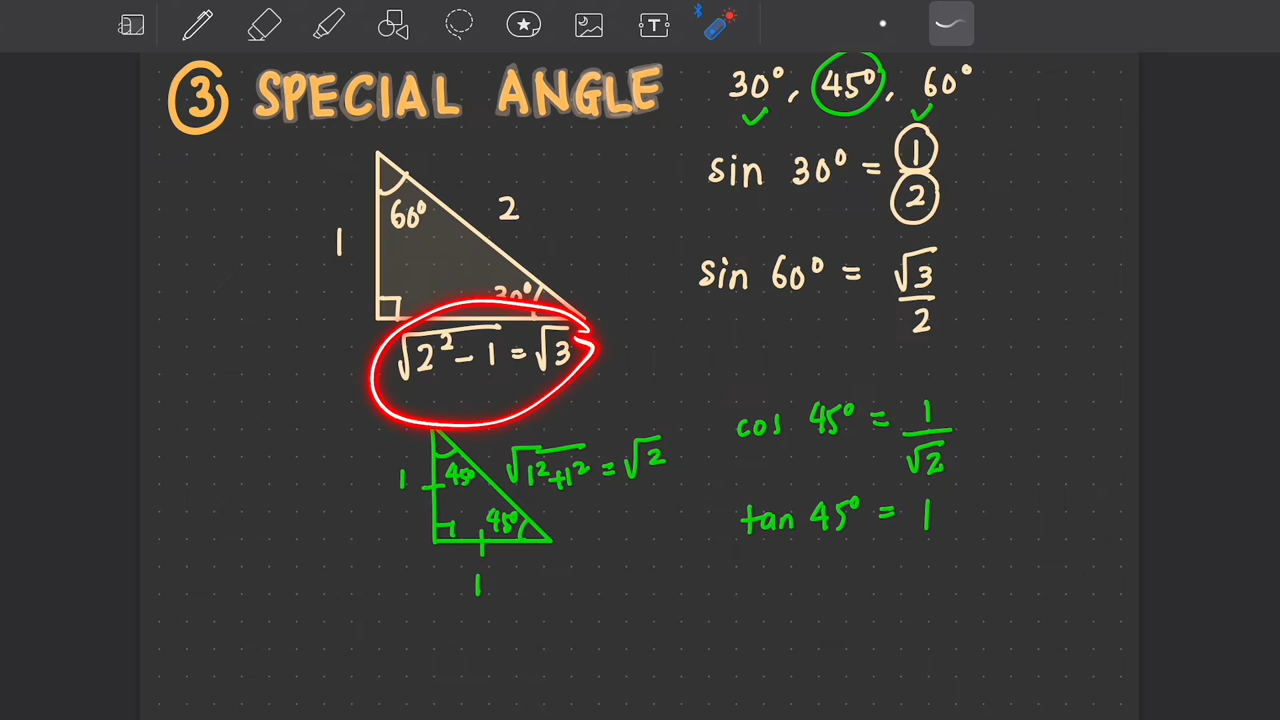 ③ SPECIAL ANGLE
30°, 45°, 60°
sin 30° = 1/2
60°
2
1
30°
sin 60° = √3/2
√2² - 1 = √3
cos 45° = 1/√2
1
45°
√1²+1² = √2
45°
tan 45° = 1
1